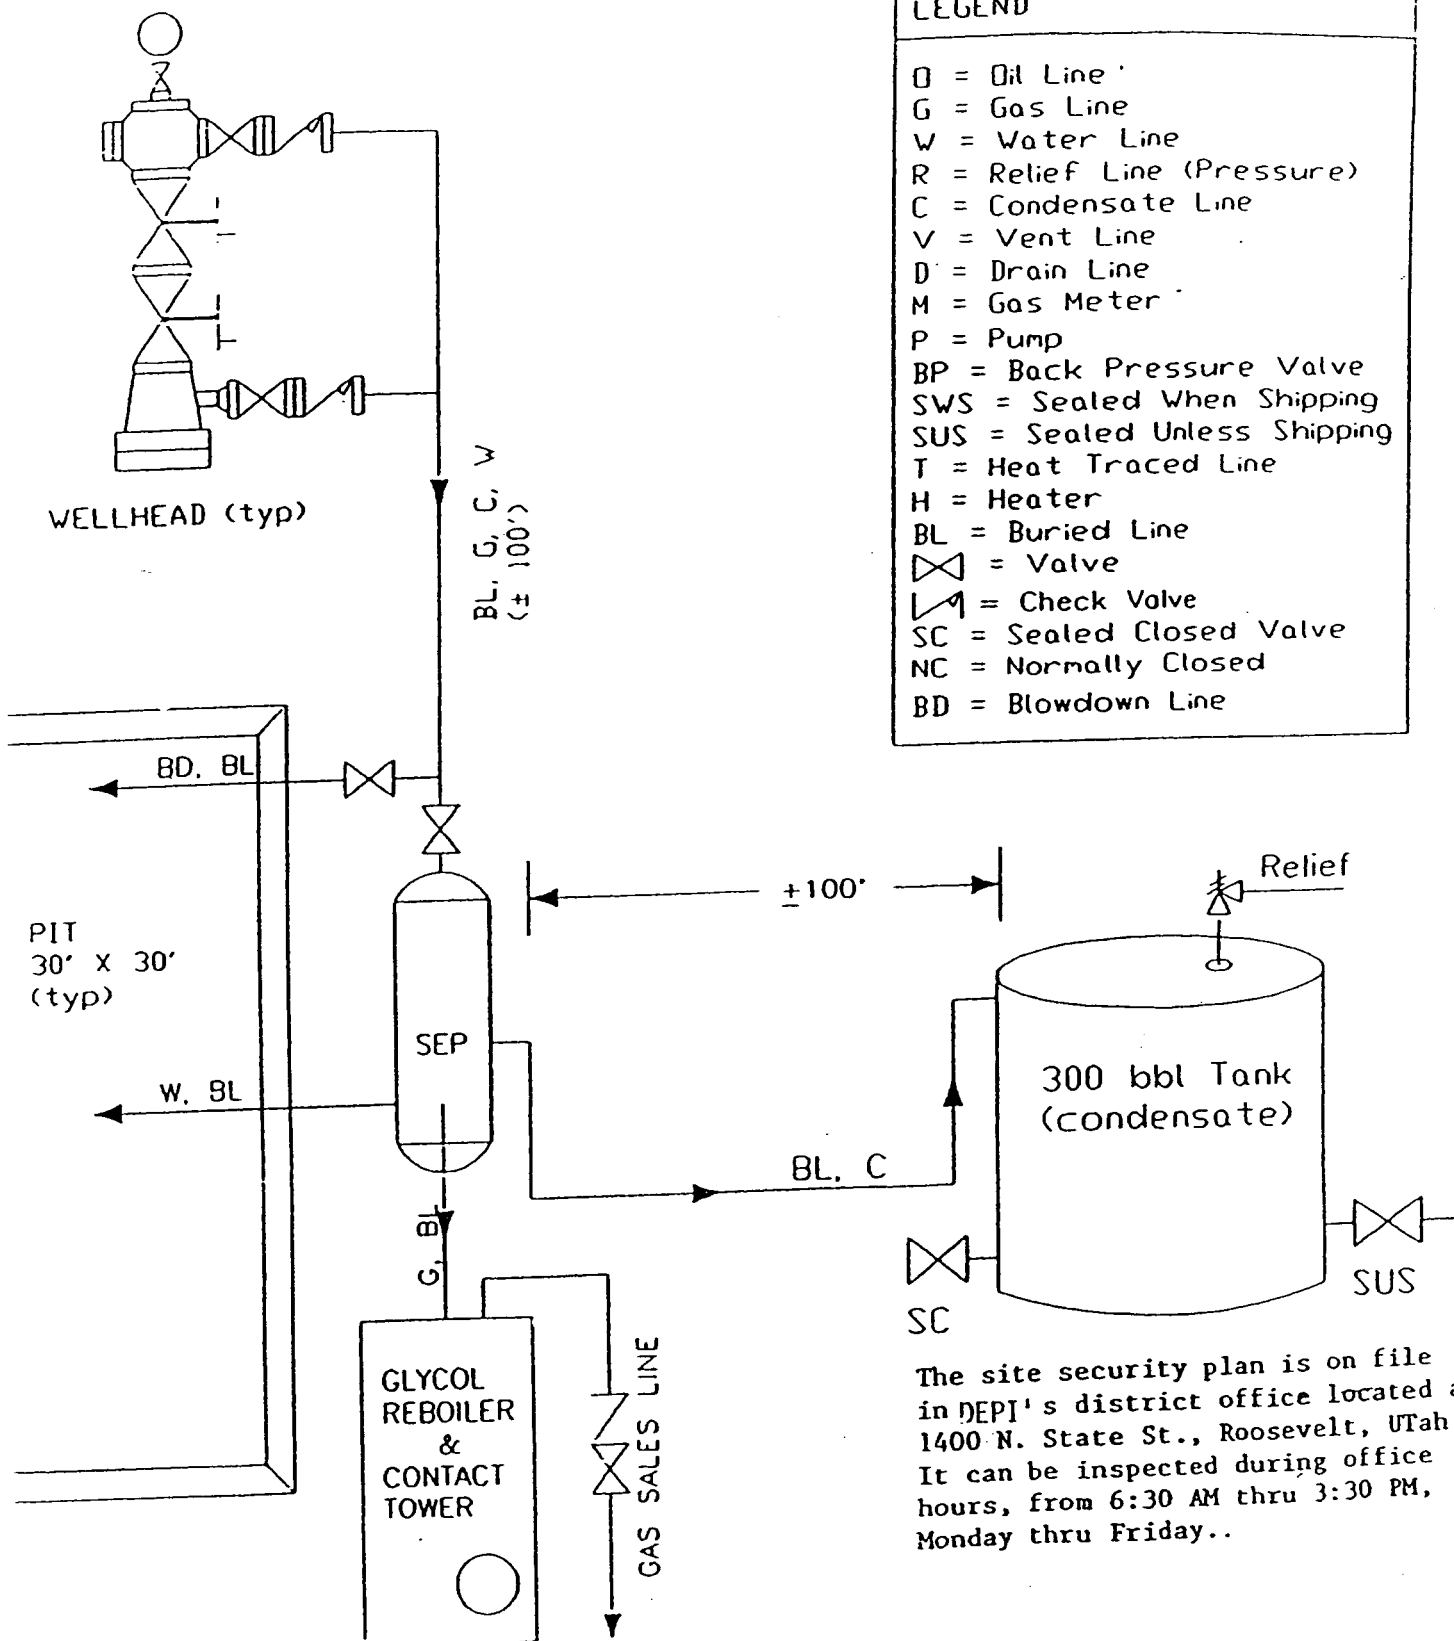 LEGEND
O = Oil Line
G = Gas Line
W = Water Line
R = Relief Line (Pressure)
C = Condensate Line
V = Vent Line
D = Drain Line
M = Gas Meter
P = Pump
BP = Back Pressure Valve
SWS = Sealed When Shipping
SUS = Sealed Unless Shipping
T = Heat Traced Line
H = Heater
BL = Buried Line
= Valve
= Check Valve
SC = Sealed Closed Valve
NC = Normally Closed
BD = Blowdown Line
WELLHEAD (typ)
BL, G, C, W
(± 100')
BD, BL
PIT
30' X 30'
(typ)
W, BL
SEP
±100'
Relief
300 bbl Tank
(condensate)
BL, C
G, BL
SC
SUS
GLYCOL
REBOILER
&
CONTACT
TOWER
GAS SALES LINE
The site security plan is on file
in DEPI's district office located
1400 N. State St., Roosevelt, UTah
It can be inspected during office
hours, from 6:30 AM thru 3:30 PM,
Monday thru Friday..